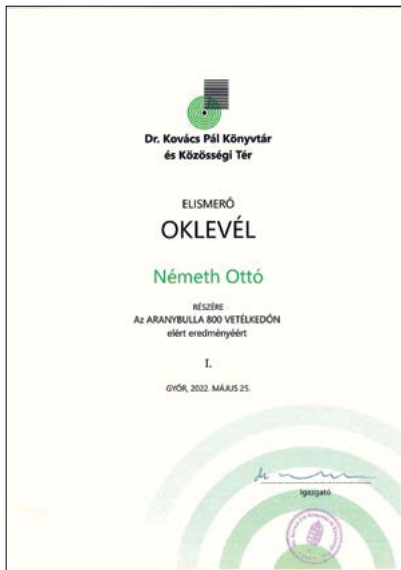 Dr. Kovács Pál Könyvtár
és Közösségi Tér
ELISMERŐ
OKLEVÉL
Németh Ottó
RÉSZÉRE
Az ARANYBULLA 800 VETÉLKEDŐN
elért eredményéért
I.
GYŐR, 2022. MÁJUS 25.
Igazgató